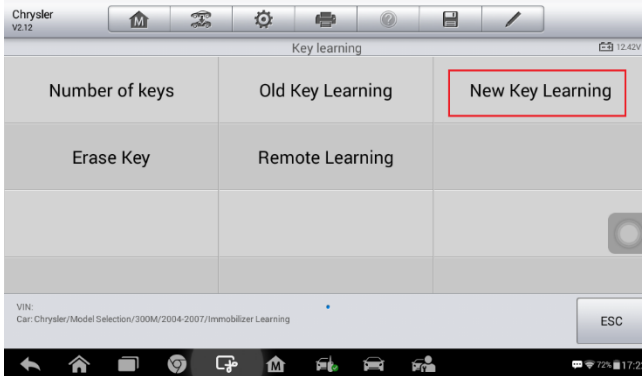 Chrysler
V2.12
Key learning
12.42V
Number of keys
Old Key Learning
New Key Learning
Erase Key
Remote Learning
VIN:
Car: Chrysler/Model Selection/300M/2004-2007/Immobilizer Learning
ESC
72%